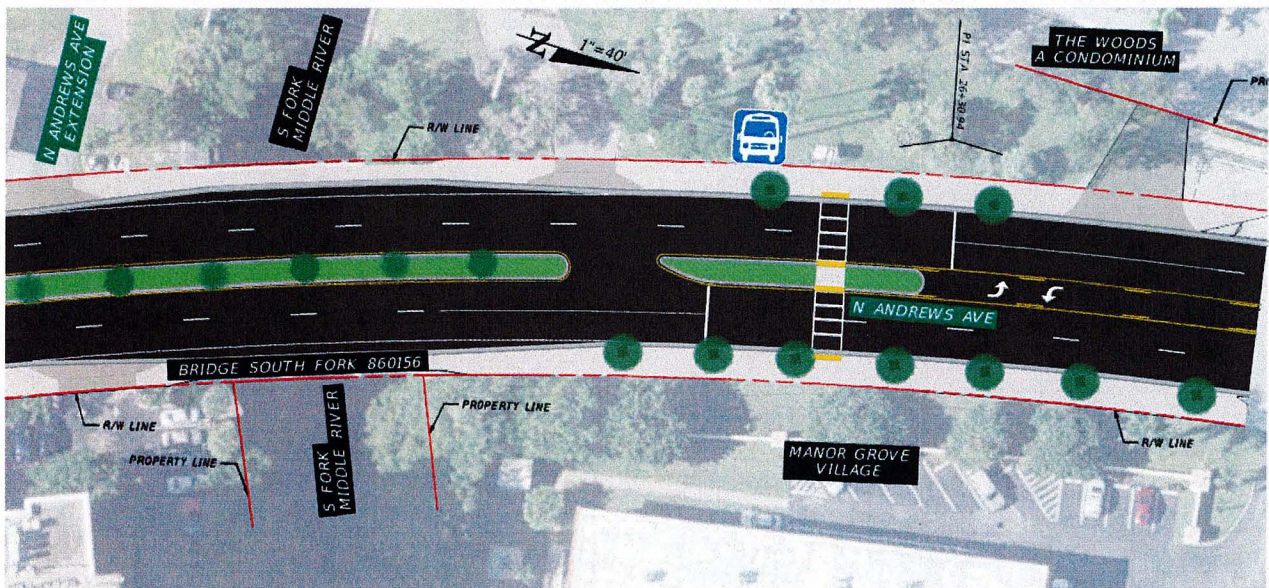 N ANDREWS AVE
EXTENSION
S FORK
MIDDLE RIVER
R/W LINE
N
1"=40'
PI STA. 26+30.94
THE WOODS
A CONDOMINIUM
N ANDREWS AVE
BRIDGE SOUTH FORK 860156
R/W LINE
PROPERTY LINE
S FORK
MIDDLE RIVER
PROPERTY LINE
MANOR GROVE
VILLAGE
R/W LINE